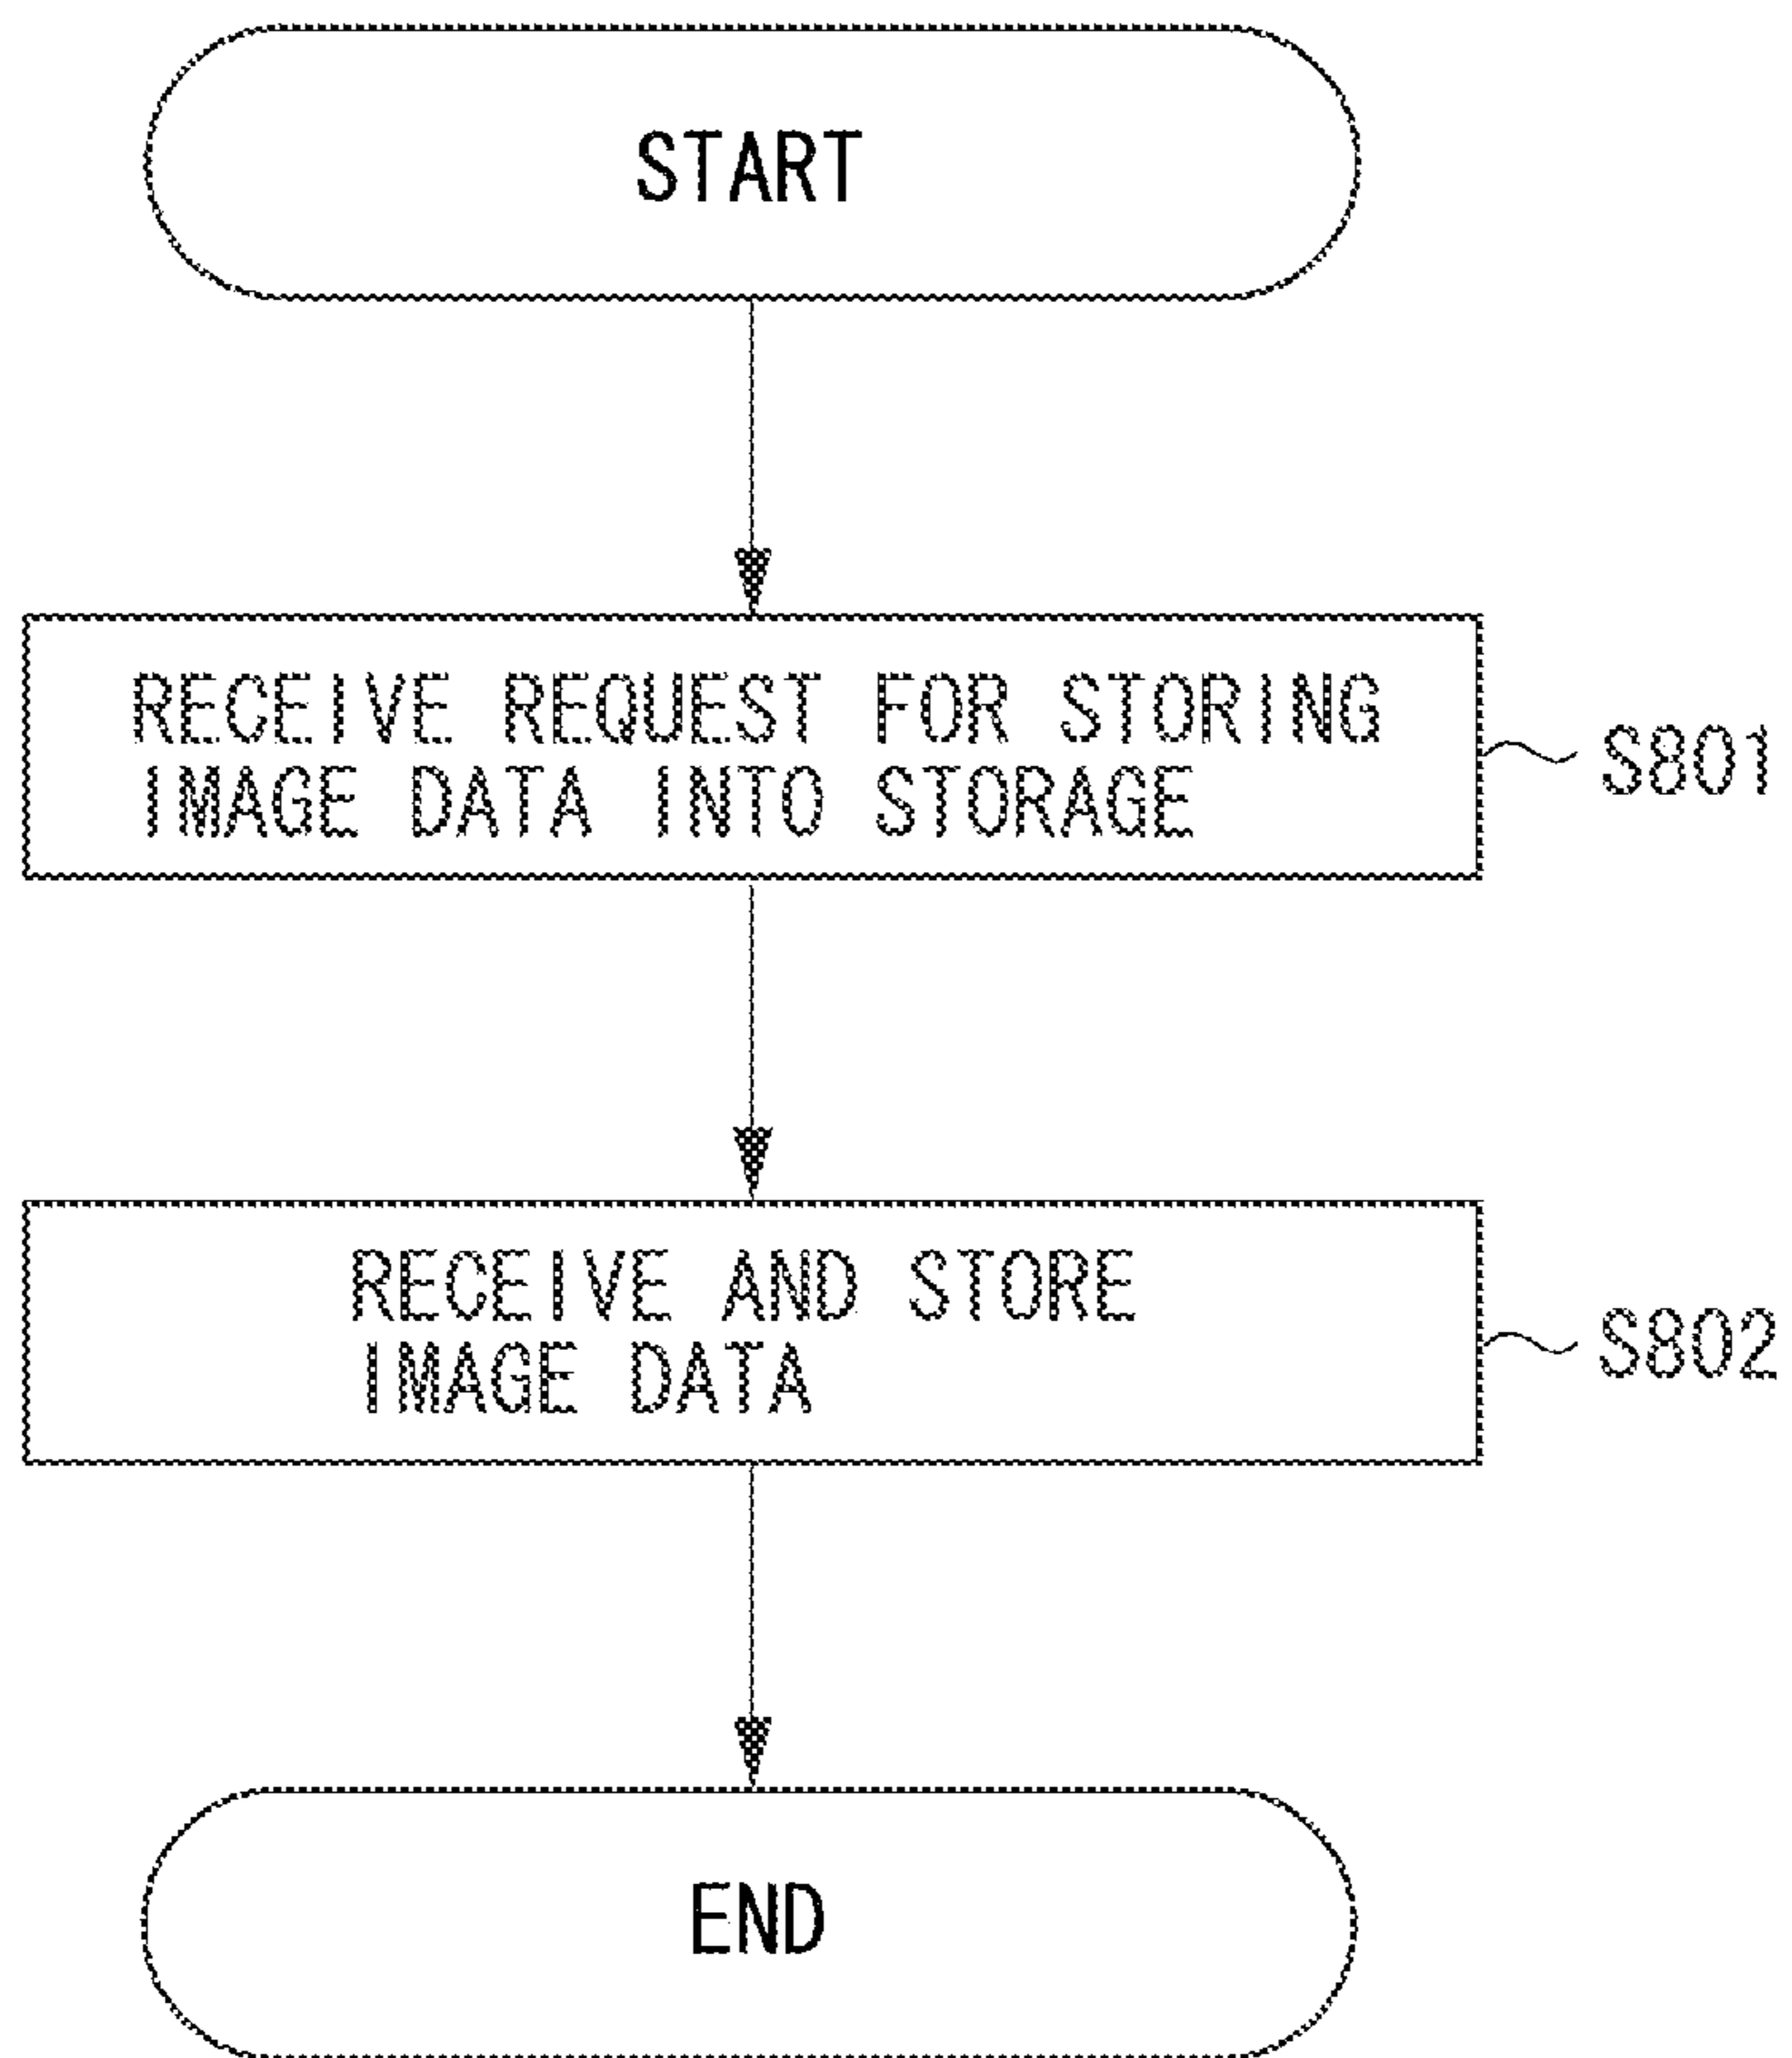 START
RECEIVE REQUEST FOR STORING
IMAGE DATA INTO STORAGE
S801
RECEIVE AND STORE
IMAGE DATA
S802
END